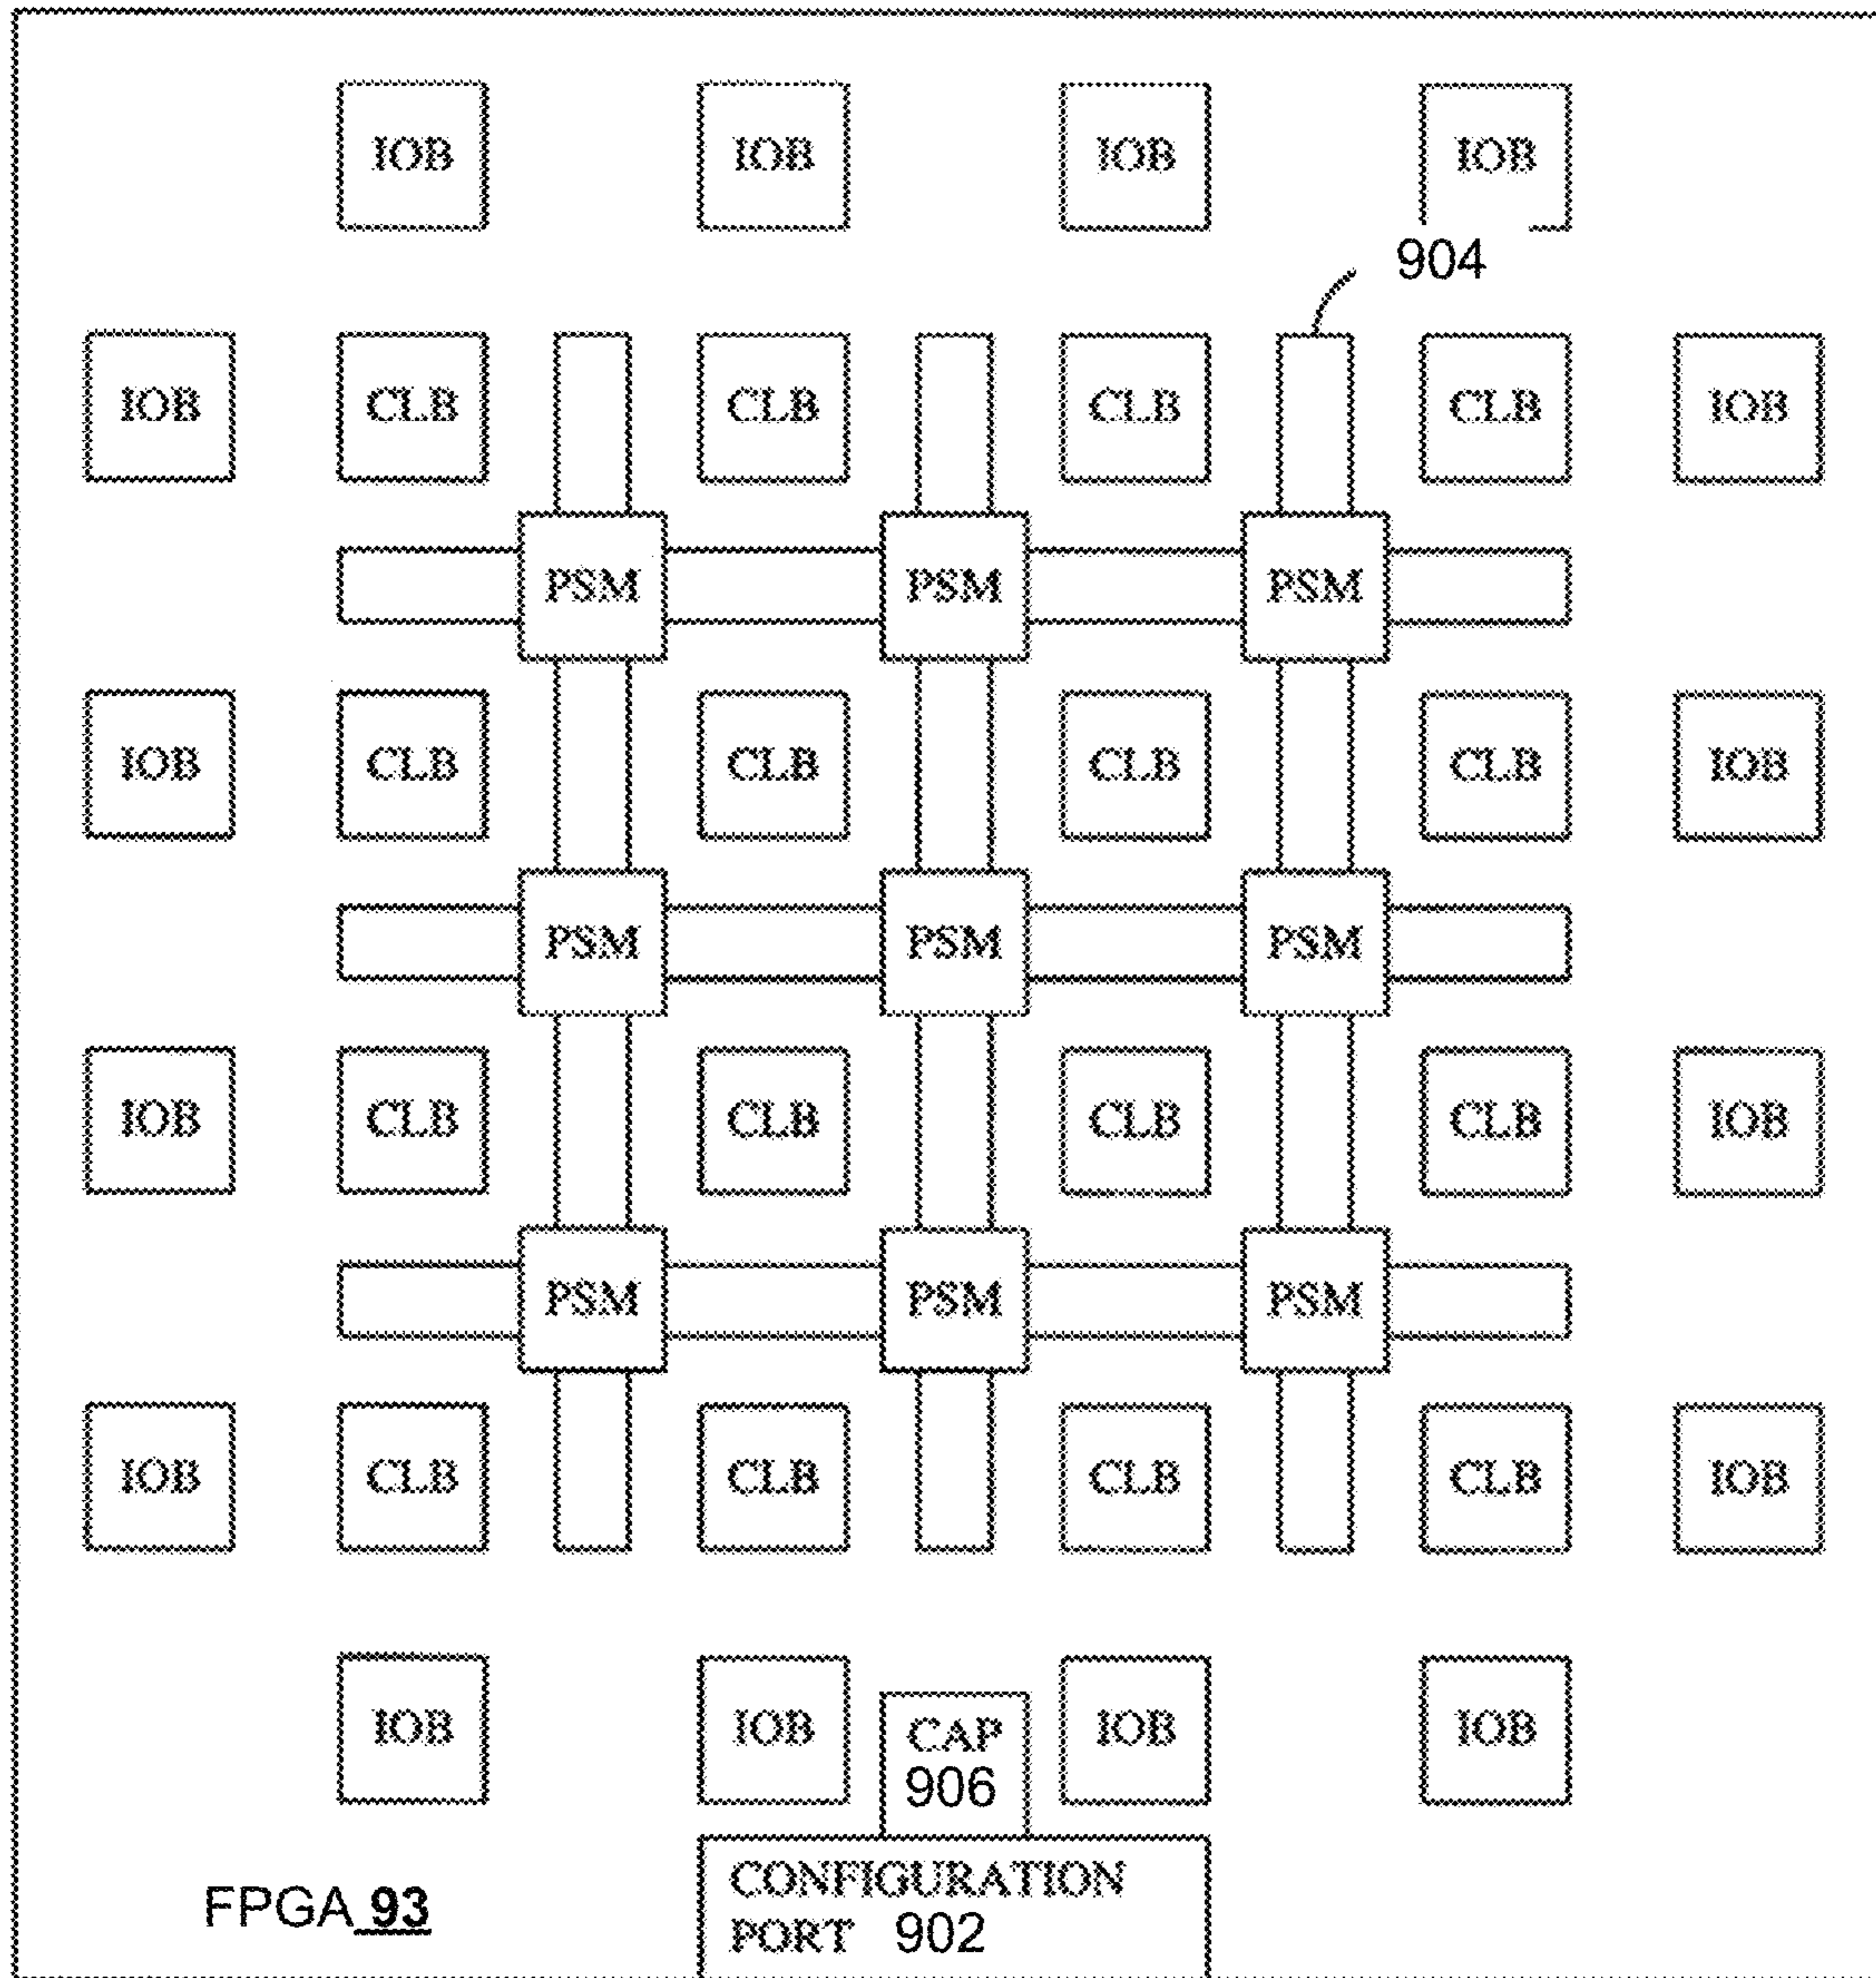 IOB IOB IOB IOB
904
IOB CLB CLB CLB CLB IOB
PSM PSM PSM
IOB CLB CLB CLB CLB IOB
PSM PSM PSM
IOB CLB CLB CLB CLB IOB
PSM PSM PSM
IOB CLB CLB CLB CLB IOB
IOB IOB CAP IOB IOB
906
CONFIGURATION
FPGA 93
PORT 902